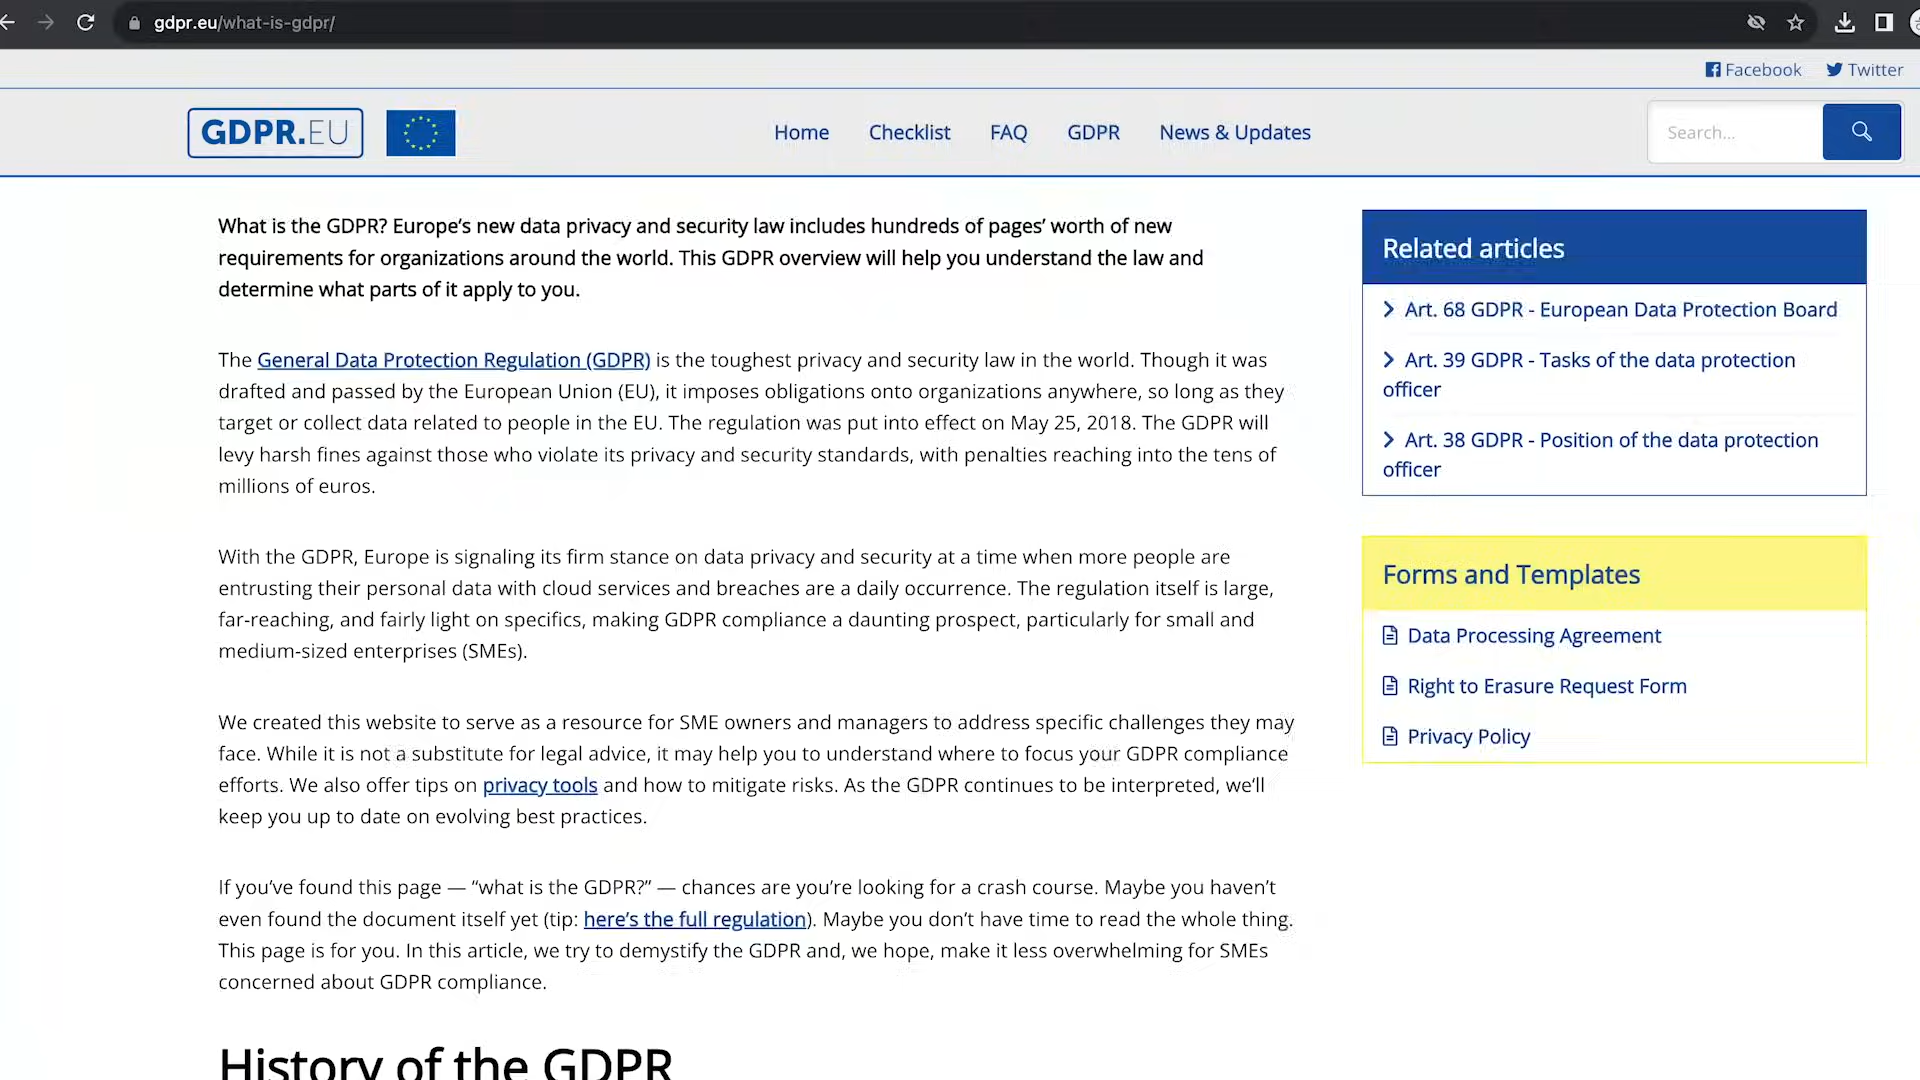 gdpr.eu/what-is-gdpr/
Facebook Twitter
GDPR.EU Home Checklist FAQ GDPR News & Updates Search...
What is the GDPR? Europe’s new data privacy and security law includes hundreds of pages’ worth of new
requirements for organizations around the world. This GDPR overview will help you understand the law and
determine what parts of it apply to you.
The General Data Protection Regulation (GDPR) is the toughest privacy and security law in the world. Though it was
drafted and passed by the European Union (EU), it imposes obligations onto organizations anywhere, so long as they
target or collect data related to people in the EU. The regulation was put into effect on May 25, 2018. The GDPR will
levy harsh fines against those who violate its privacy and security standards, with penalties reaching into the tens of
millions of euros.
With the GDPR, Europe is signaling its firm stance on data privacy and security at a time when more people are
entrusting their personal data with cloud services and breaches are a daily occurrence. The regulation itself is large,
far-reaching, and fairly light on specifics, making GDPR compliance a daunting prospect, particularly for small and
medium-sized enterprises (SMEs).
We created this website to serve as a resource for SME owners and managers to address specific challenges they may
face. While it is not a substitute for legal advice, it may help you to understand where to focus your GDPR compliance
efforts. We also offer tips on privacy tools and how to mitigate risks. As the GDPR continues to be interpreted, we’ll
keep you up to date on evolving best practices.
If you’ve found this page — “what is the GDPR?” — chances are you’re looking for a crash course. Maybe you haven’t
even found the document itself yet (tip: here’s the full regulation). Maybe you don’t have time to read the whole thing.
This page is for you. In this article, we try to demystify the GDPR and, we hope, make it less overwhelming for SMEs
concerned about GDPR compliance.
History of the GDPR
Related articles
Art. 68 GDPR - European Data Protection Board
Art. 39 GDPR - Tasks of the data protection
officer
Art. 38 GDPR - Position of the data protection
officer
Forms and Templates
Data Processing Agreement
Right to Erasure Request Form
Privacy Policy